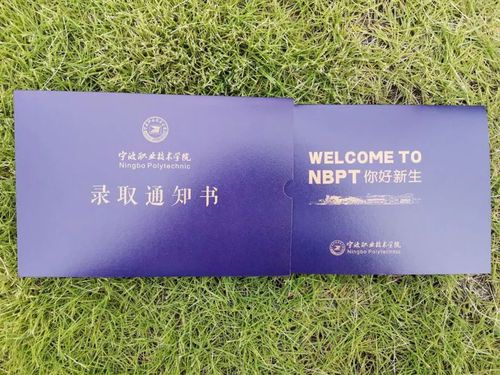 宁波职业技术学院
Ningbo Polytechnic
录取通知书
WELCOME TO
NBPT 你好新生
宁波职业技术学院
Ningbo Polytechnic